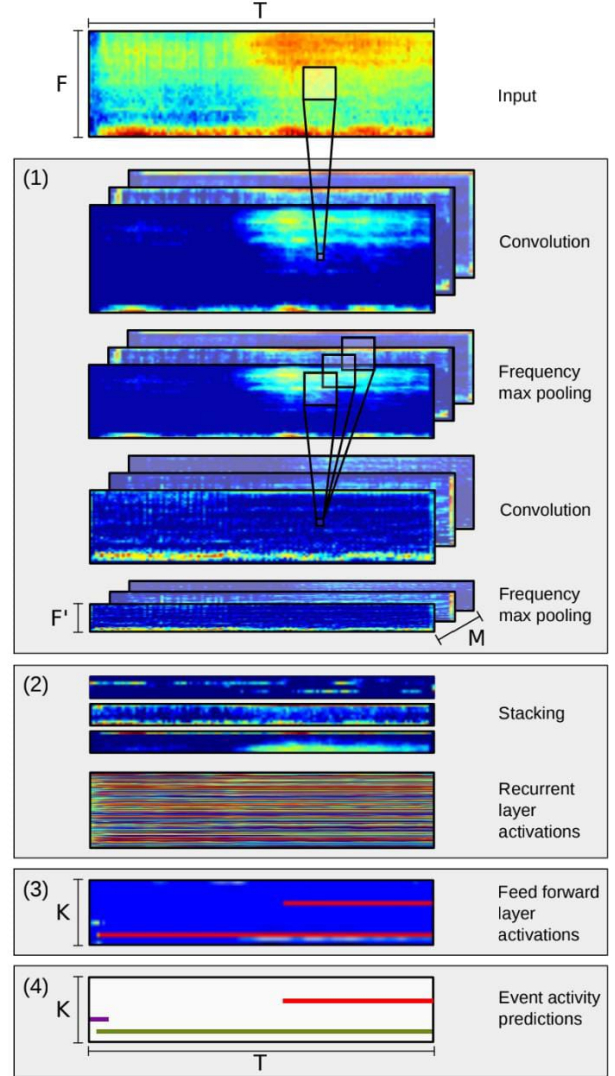 T
F
Input
(1)
Convolution
Frequency
max pooling
Convolution
F'
Frequency
max pooling
M
(2)
Stacking
Recurrent
layer
activations
(3)
K
Feed forward
layer
activations
(4)
K
Event activity
predictions
T